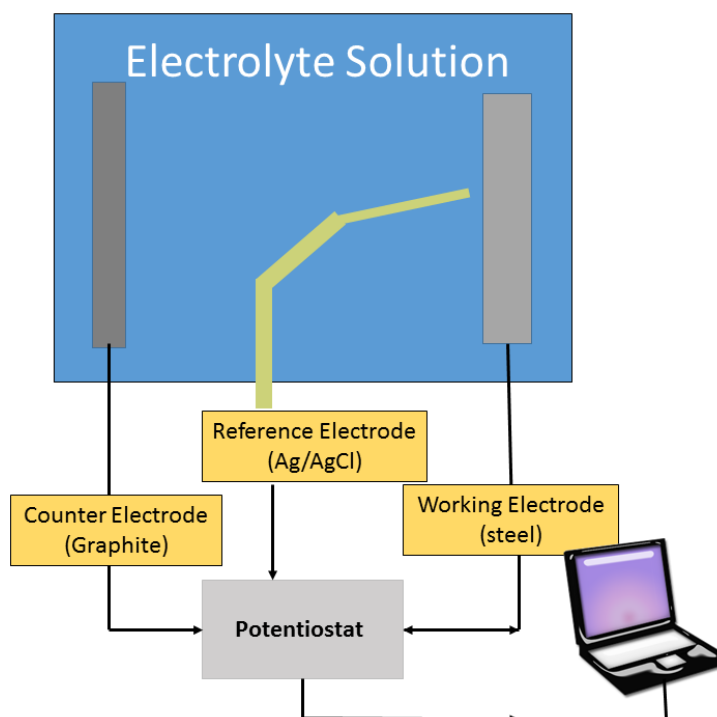 Electrolyte Solution
Reference Electrode
(Ag/AgCl)
Counter Electrode
(Graphite)
Working Electrode
(steel)
Potentiostat